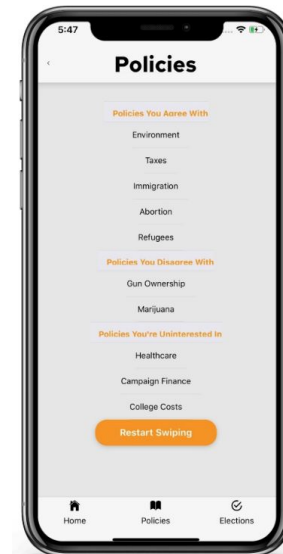 5:47
Policies
Policies You Agree With
Environment
Taxes
Immigration
Abortion
Refugees
Policies You Disagree With
Gun Ownership
Marijuana
Policies You're Uninterested In
Healthcare
Campaign Finance
College Costs
Restart Swiping
Home Policies Elections